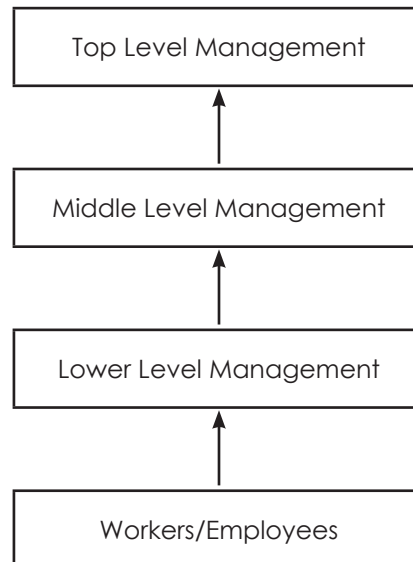 Top Level Management
Middle Level Management
Lower Level Management
Workers/Employees